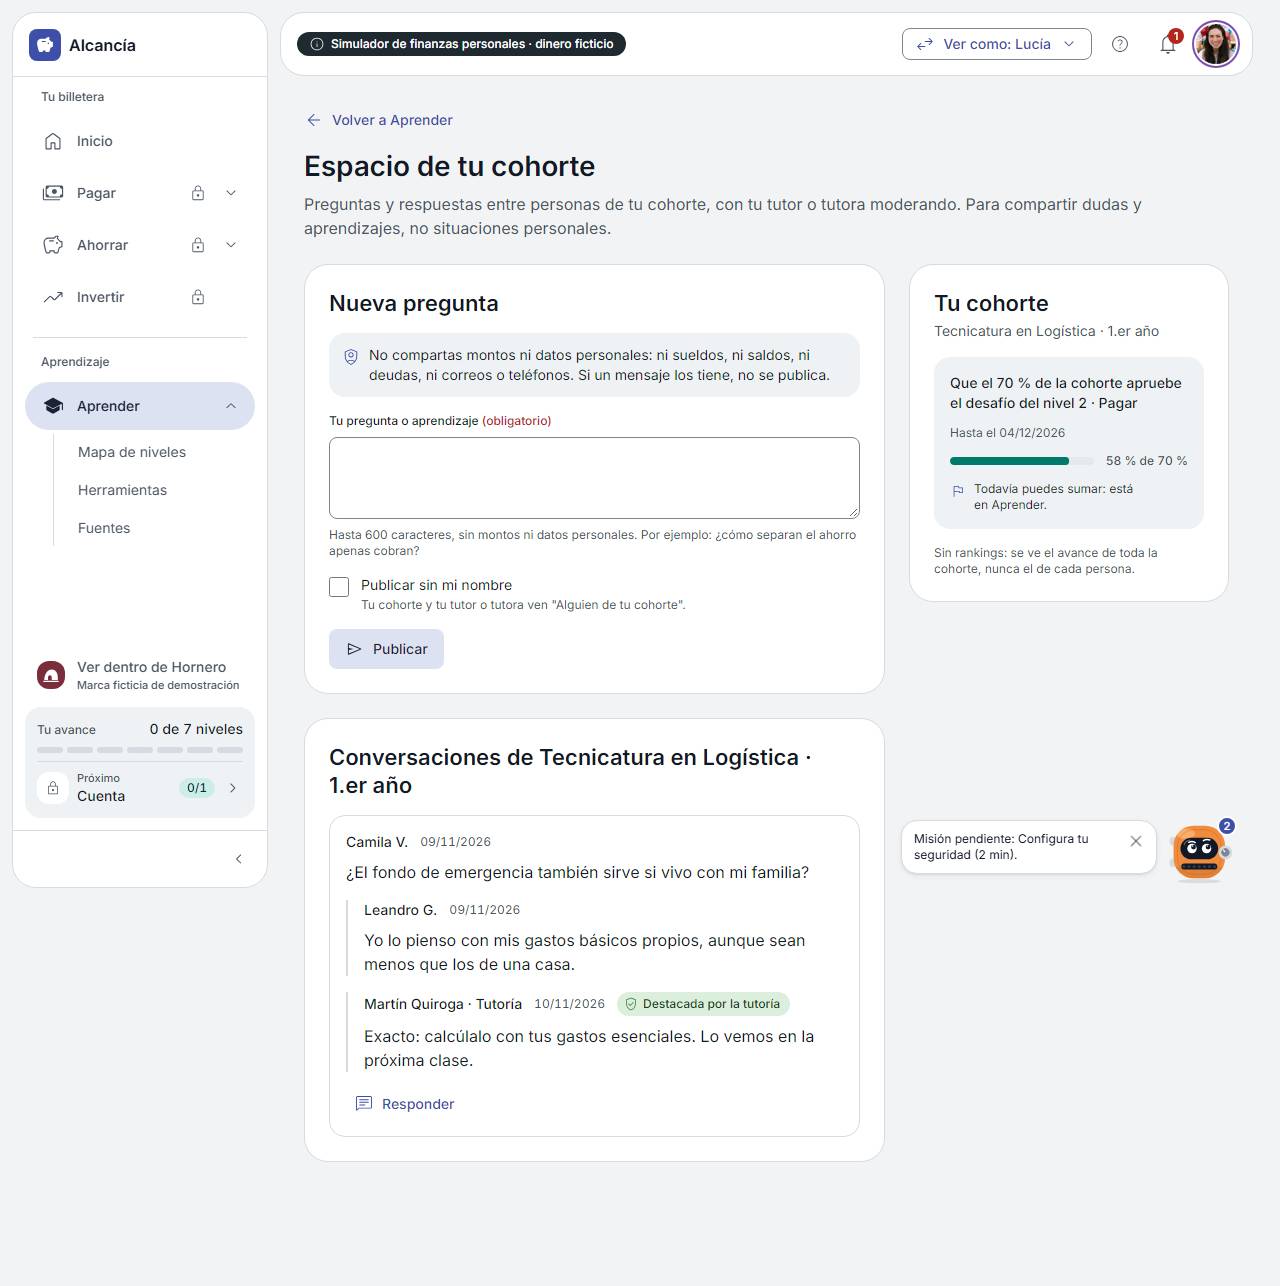 Alcancía
Tu billetera
Inicio
Pagar
Ahorrar
Invertir
Aprendizaje
Aprender
Mapa de niveles
Herramientas
Fuentes
Ver dentro de Hornero
Marca ficticia de demostración
Tu avance
0 de 7 niveles
Próximo
Cuenta
0/1
Simulador de finanzas personales · dinero ficticio
Ver como: Lucía
1
Volver a Aprender
Espacio de tu cohorte
Preguntas y respuestas entre personas de tu cohorte, con tu tutor o tutora moderando. Para compartir dudas y
aprendizajes, no situaciones personales.
Nueva pregunta
No compartas montos ni datos personales: ni sueldos, ni saldos, ni
deudas, ni correos o teléfonos. Si un mensaje los tiene, no se publica.
Tu pregunta o aprendizaje (obligatorio)
Hasta 600 caracteres, sin montos ni datos personales. Por ejemplo: ¿cómo separan el ahorro
apenas cobran?
Publicar sin mi nombre
Tu cohorte y tu tutor o tutora ven "Alguien de tu cohorte".
Publicar
Tu cohorte
Tecnicatura en Logística · 1.er año
Que el 70 % de la cohorte apruebe
el desafío del nivel 2 · Pagar
Hasta el 04/12/2026
58 % de 70 %
Todavía puedes sumar: está
en Aprender.
Sin rankings: se ve el avance de toda la
cohorte, nunca el de cada persona.
Conversaciones de Tecnicatura en Logística ·
1.er año
Camila V. 09/11/2026
¿El fondo de emergencia también sirve si vivo con mi familia?
Leandro G. 09/11/2026
Yo lo pienso con mis gastos básicos propios, aunque sean
menos que los de una casa.
Martín Quiroga · Tutoría 10/11/2026 Destacada por la tutoría
Exacto: calcúlalo con tus gastos esenciales. Lo vemos en la
próxima clase.
Responder
Misión pendiente: Configura tu
seguridad (2 min).
2